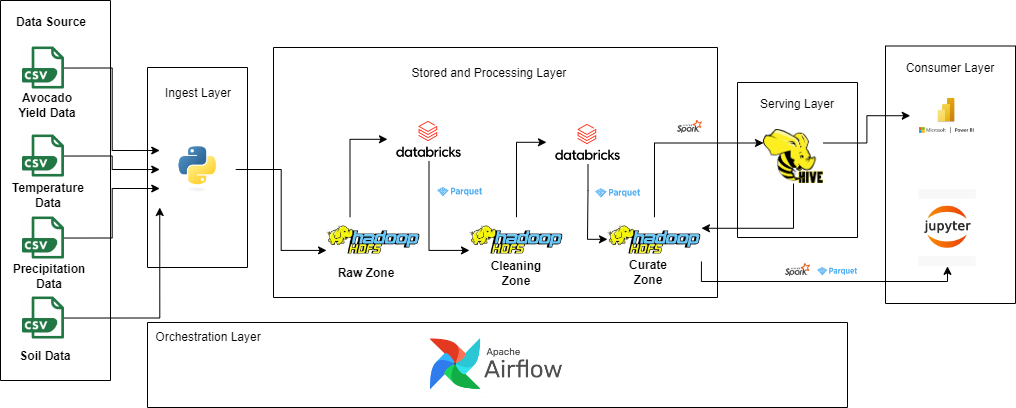 Data Source
CSV
Avocado
Yield Data
CSV
Temperature
Data
CSV
Precipitation
Data
CSV
Soil Data
Ingest Layer
Stored and Processing Layer
databricks
Parquet
databricks
Parquet
Spark
hadoop
HDFS
Raw Zone
hadoop
HDFS
Cleaning
Zone
hadoop
HDFS
Curate
Zone
Serving Layer
HIVE
Spark
Parquet
Consumer Layer
Microsoft | Power BI
jupyter
Orchestration Layer
Apache
Airflow